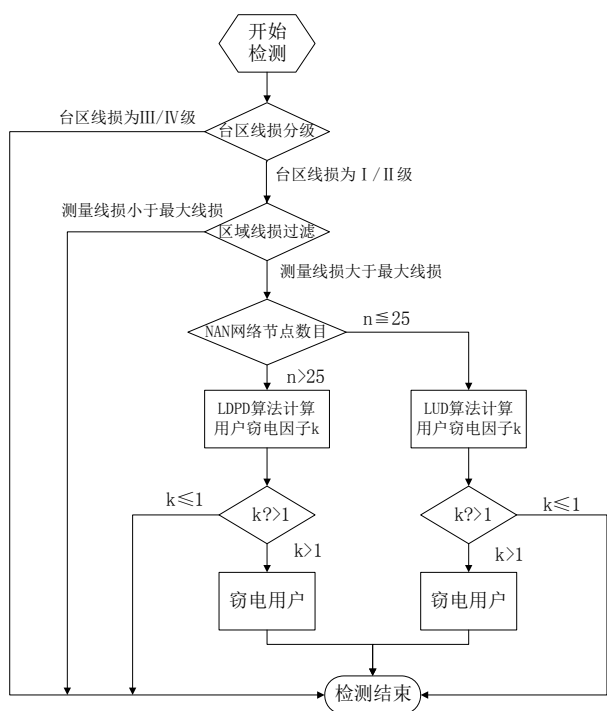 开始
检测
台区线损为Ⅲ/Ⅳ级
台区线损分级
台区线损为Ⅰ/Ⅱ级
测量线损小于最大线损
区域线损过滤
测量线损大于最大线损
NAN网络节点数目
n≦25
n>25
LDPD算法计算
用户窃电因子k
LUD算法计算
用户窃电因子k
k≤1
k?>1
k>1
k?>1
k≤1
k>1
窃电用户
窃电用户
检测结束